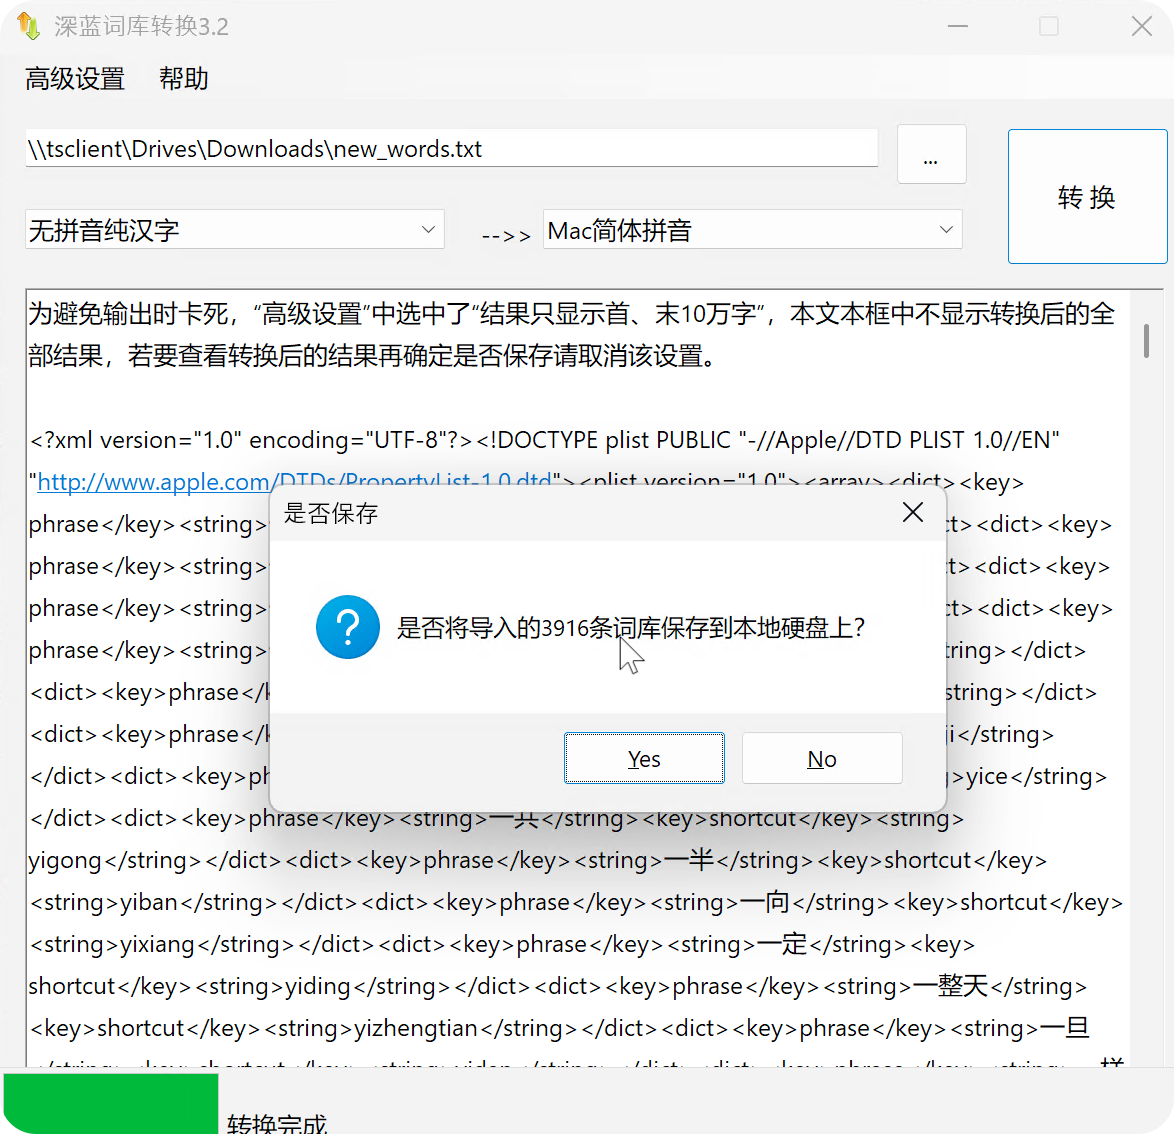 深蓝词库转换3.2
高级设置 帮助
\\tsclient\Drives\Downloads\new_words.txt
...
转 换
无拼音纯汉字
-->>
Mac简体拼音
为避免输出时卡死，“高级设置”中选中了“结果只显示首、末10万字”，本文本框中不显示转换后的全
部结果，若要查看转换后的结果再确定是否保存请取消该设置。
<?xml version="1.0" encoding="UTF-8"?><!DOCTYPE plist PUBLIC "-//Apple//DTD PLIST 1.0//EN"
"http://www.apple.com/DTDs/PropertyList-1.0.dtd"><plist version="1.0"><array><dict><key>
phrase</key><string> ct><dict><key>
phrase</key><string> t><dict><key>
phrase</key><string> ct><dict><key>
phrase</key><string> tring></dict>
<dict><key>phrase</k string></dict>
<dict><key>phrase</k i</string>
</dict><dict><key>ph >yice</string>
</dict><dict><key>phrase</key><string>一共</string><key>shortcut</key><string>
yigong</string></dict><dict><key>phrase</key><string>一半</string><key>shortcut</key>
<string>yiban</string></dict><dict><key>phrase</key><string>一向</string><key>shortcut</key>
<string>yixiang</string></dict><dict><key>phrase</key><string>一定</string><key>
shortcut</key><string>yiding</string></dict><dict><key>phrase</key><string>一整天</string>
<key>shortcut</key><string>yizhengtian</string></dict><dict><key>phrase</key><string>一旦
是否保存
是否将导入的3916条词库保存到本地硬盘上？
Yes
No
转换完成